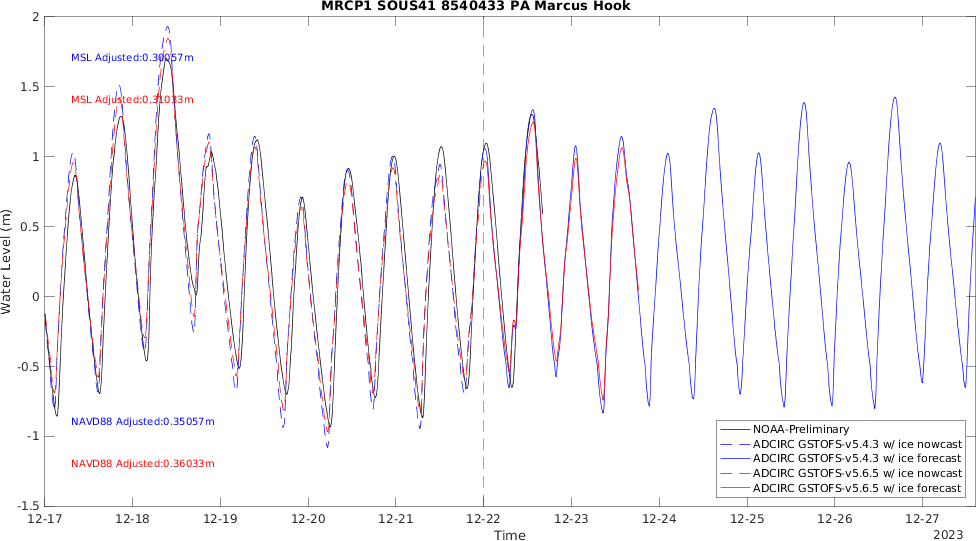 MRCP1 SOUS41 8540433 PA Marcus Hook
2
1.5
1
0.5
0
-0.5
-1
-1.5
Water Level (m)
MSL Adjusted:0.30057m
MSL Adjusted:0.31033m
NAVD88 Adjusted:0.35057m
NAVD88 Adjusted:0.36033m
NOAA-Preliminary
ADCIRC GSTOFS-v5.4.3 w/ ice nowcast
ADCIRC GSTOFS-v5.4.3 w/ ice forecast
ADCIRC GSTOFS-v5.6.5 w/ ice nowcast
ADCIRC GSTOFS-v5.6.5 w/ ice forecast
12-17 12-18 12-19 12-20 12-21 12-22 12-23 12-24 12-25 12-26 12-27
Time
2023